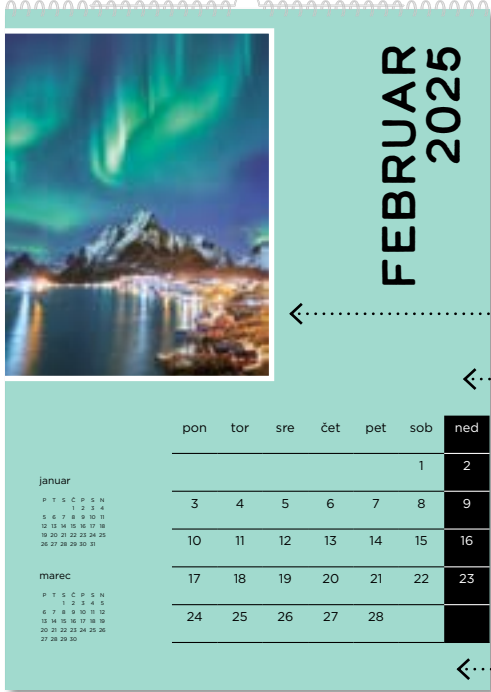 FEBRUAR
2025
pon tor sre čet pet sob ned
1 2
3 4 5 6 7 8 9
10 11 12 13 14 15 16
17 18 19 20 21 22 23
24 25 26 27 28
januar
P T S Č P S N
1 2 3 4
5 6 7 8 9 10 11
12 13 14 15 16 17 18
19 20 21 22 23 24 25
26 27 28 29 30 31
marec
P T S Č P S N
1 2 3 4 5
6 7 8 9 10 11 12
13 14 15 16 17 18 19
20 21 22 23 24 25 26
27 28 29 30